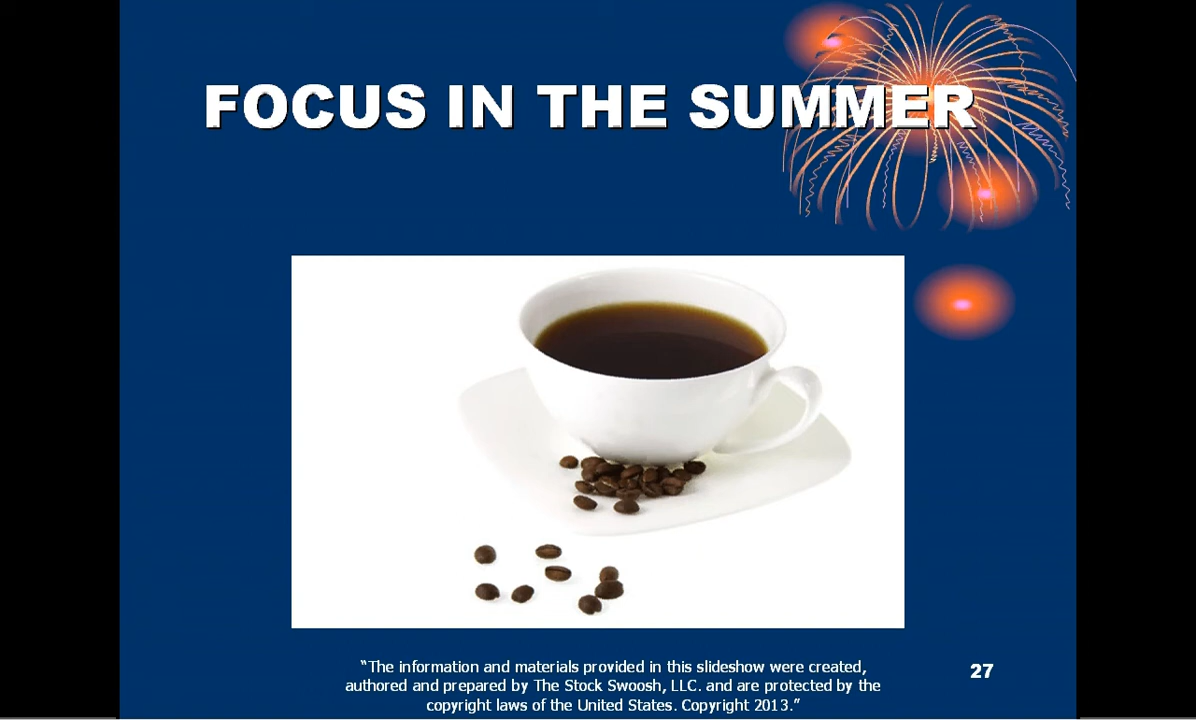 FOCUS IN THE SUMMER
“The information and materials provided in this slideshow were created,
authored and prepared by The Stock Swoosh, LLC. and are protected by the
copyright laws of the United States. Copyright 2013.”
27